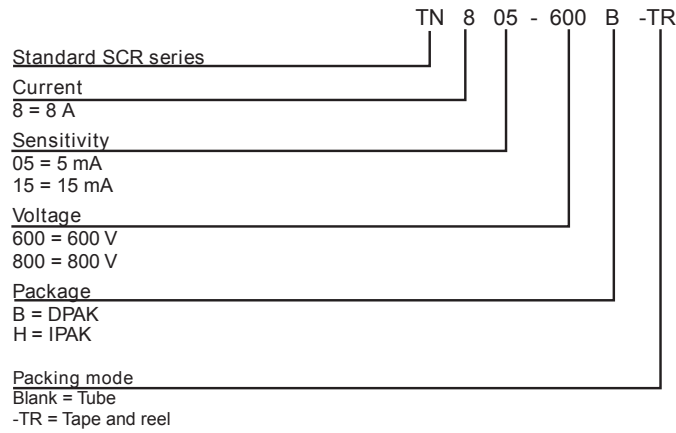 TN 8 05 - 600 B -TR
Standard SCR series
Current
8 = 8 A
Sensitivity
05 = 5 mA
15 = 15 mA
Voltage
600 = 600 V
800 = 800 V
Package
B = DPAK
H = IPAK
Packing mode
Blank = Tube
-TR = Tape and reel